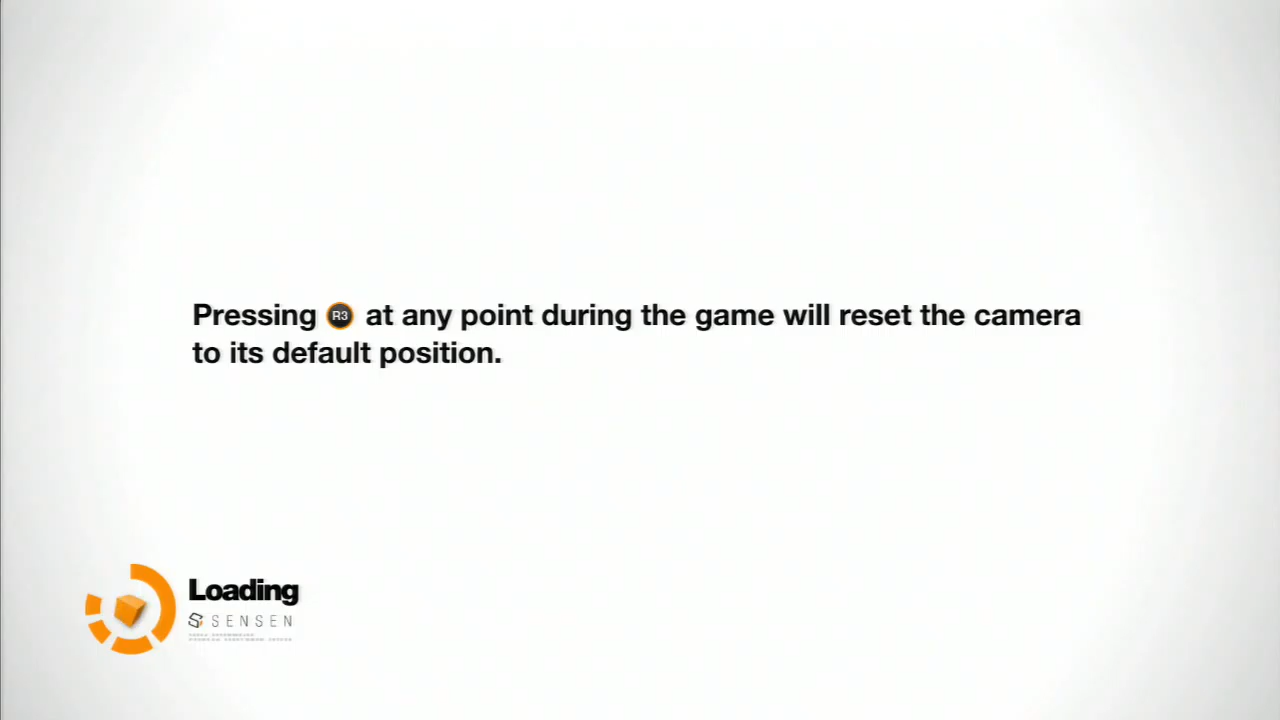 Pressing R3 at any point during the game will reset the camera
to its default position.
Loading
SENSEN